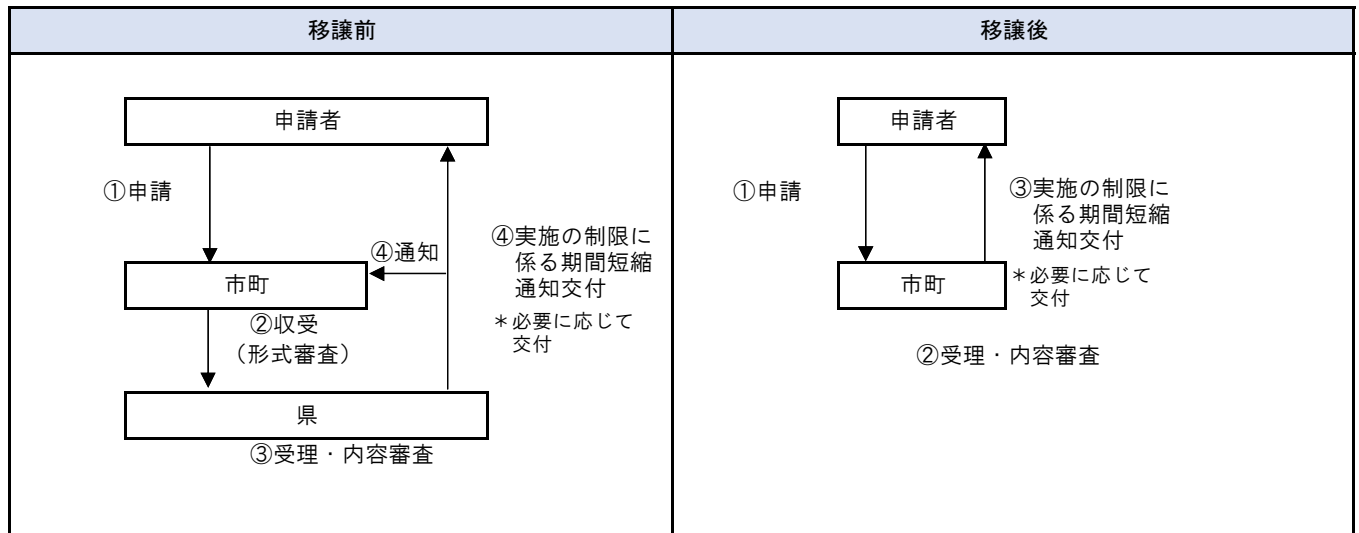 移譲前
申請者
①申請
④通知
④実施の制限に
係る期間短縮
通知交付
＊必要に応じて
交付
市町
②収受
（形式審査）
県
③受理・内容審査
移譲後
申請者
①申請
③実施の制限に
係る期間短縮
通知交付
＊必要に応じて
交付
市町
②受理・内容審査